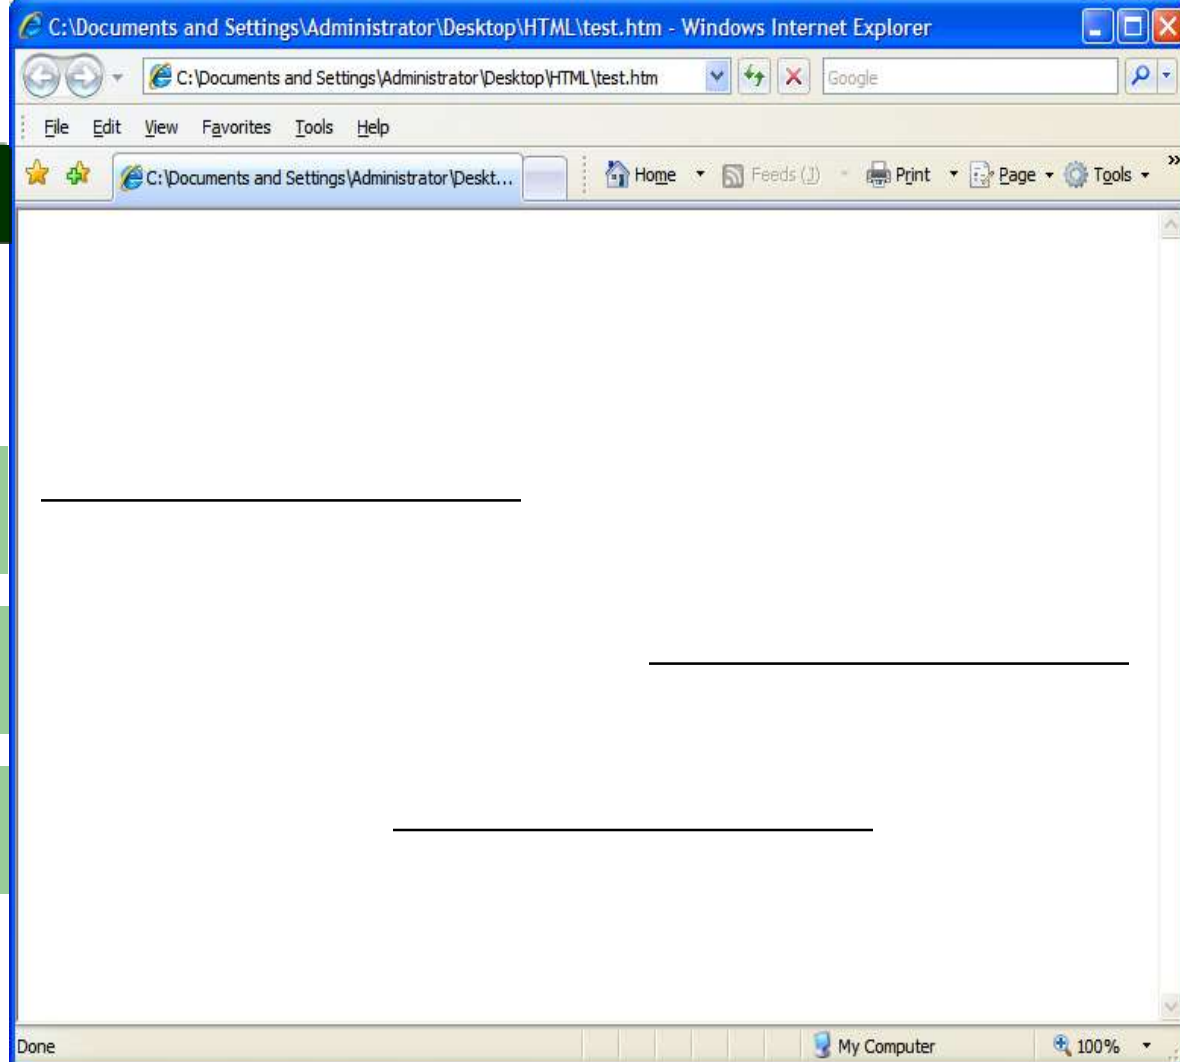 C:\Documents and Settings\Administrator\Desktop\HTML\test.htm - Windows Internet Explorer
C:\Documents and Settings\Administrator\Desktop\HTML\test.htm Google
File Edit View Favorites Tools Help
C:\Documents and Settings\Administrator\Deskt... Home Feeds (J) Print Page Tools »
Done My Computer 100%